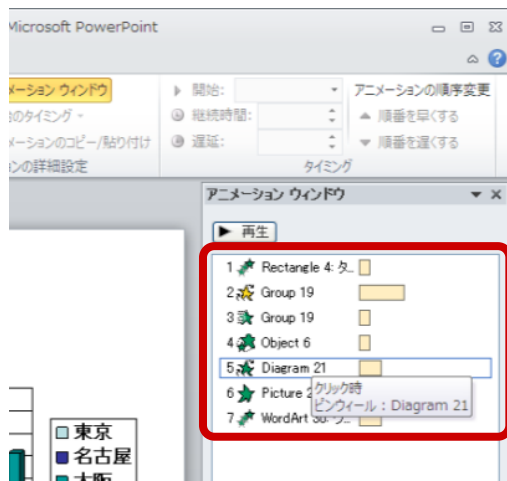 Microsoft PowerPoint
メーション ウィンドウ
開始:
アニメーションの順序変更
のタイミング
継続時間:
順番を早くする
メーションのコピー/貼り付け
遅延:
順番を遅くする
ンの詳細設定
タイミング
アニメーション ウィンドウ
再生
1 Rectangle 4: タ...
2 Group 19
3 Group 19
4 Object 6
5 Diagram 21
6 Picture 2
クリック時
ピンウィール : Diagram 21
7 WordArt 30: ワ...
東京
名古屋
大阪